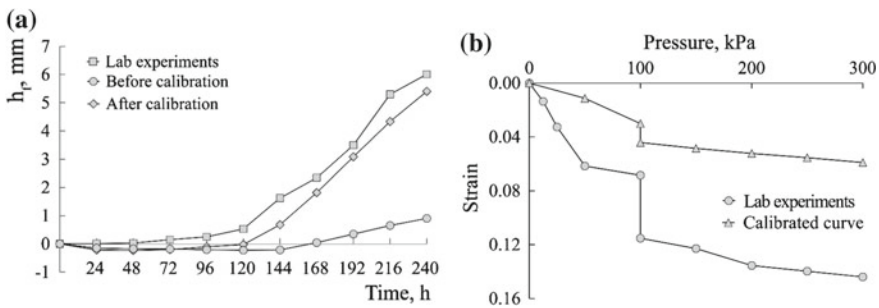 (a)
h_f, mm
7
6
5
4
3
2
1
0
-1
Lab experiments
Before calibration
After calibration
24 48 72 96 120 144 168 192 216 240
Time, h
(b)
Pressure, kPa
0 100 200 300
0.00
0.04
0.08
0.12
0.16
Strain
Lab experiments
Calibrated curve